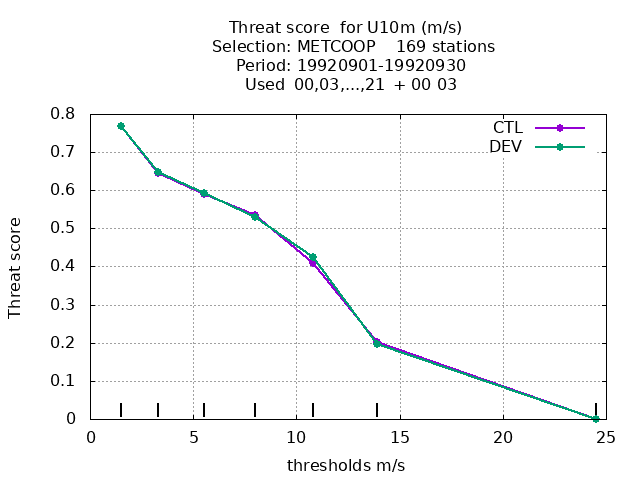 Threat score  for U10m (m/s)
Selection: METCOOP    169 stations
Period: 19920901-19920930
Used  00,03,...,21  + 00 03
CTL
DEV
0.8
0.7
0.6
0.5
0.4
0.3
0.2
0.1
0
Threat score
0 5 10 15 20 25
thresholds m/s